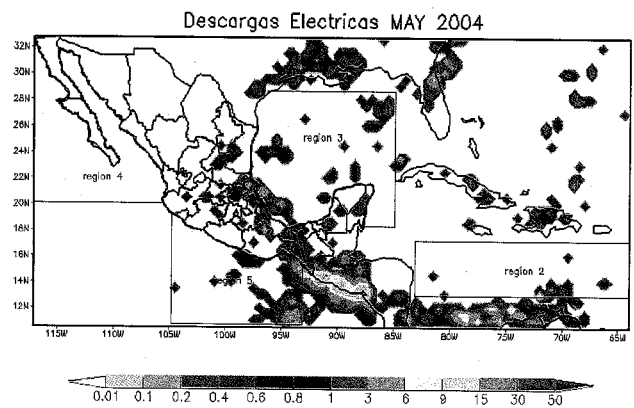 Descargas Electricas MAY 2004
32N
30N
28N
26N
24N
22N
20N
18N
16N
14N
12N
region 3
region 4
region 2
region 5
115W 110W 105W 100W 95W 90W 85W 80W 75W 70W 65W
0.01 0.1 0.2 0.4 0.6 0.8 1 3 6 9 15 30 50